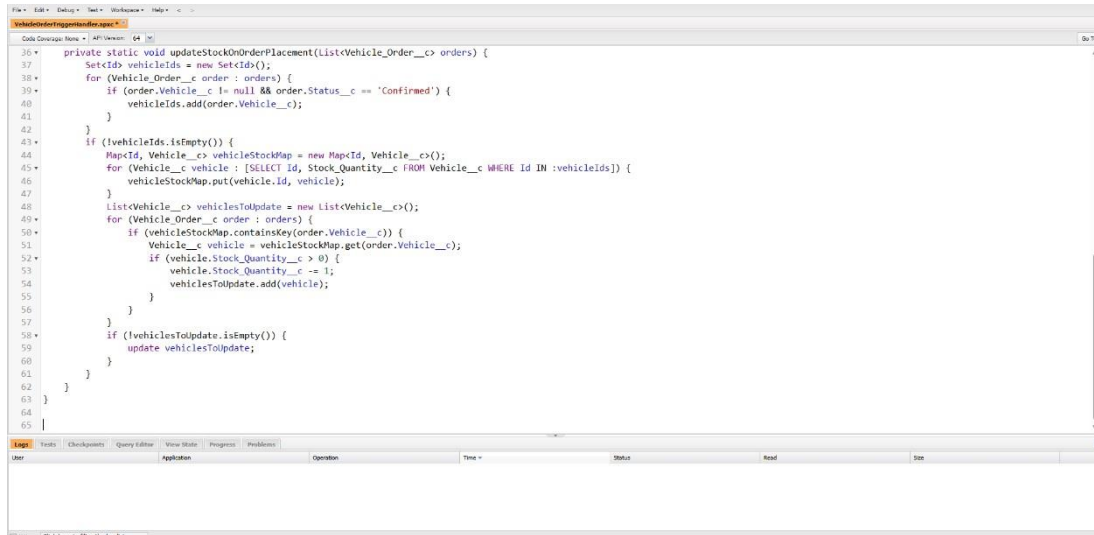 File • Edit • Debug • Test • Workspace • Help • < >
VehicleOrderTriggerHandler.apxc *
Code Coverage: None • API Version: 64 Go T
36 private static void updateStockOnOrderPlacement(List<Vehicle_Order__c> orders) {
37 Set<Id> vehicleIds = new Set<Id>();
38 for (Vehicle_Order__c order : orders) {
39 if (order.Vehicle__c != null && order.Status__c == 'Confirmed') {
40 vehicleIds.add(order.Vehicle__c);
41 }
42 }
43 if (!vehicleIds.isEmpty()) {
44 Map<Id, Vehicle__c> vehicleStockMap = new Map<Id, Vehicle__c>();
45 for (Vehicle__c vehicle : [SELECT Id, Stock_Quantity__c FROM Vehicle__c WHERE Id IN :vehicleIds]) {
46 vehicleStockMap.put(vehicle.Id, vehicle);
47 }
48 List<Vehicle__c> vehiclesToUpdate = new List<Vehicle__c>();
49 for (Vehicle_Order__c order : orders) {
50 if (vehicleStockMap.containsKey(order.Vehicle__c)) {
51 Vehicle__c vehicle = vehicleStockMap.get(order.Vehicle__c);
52 if (vehicle.Stock_Quantity__c > 0) {
53 vehicle.Stock_Quantity__c -= 1;
54 vehiclesToUpdate.add(vehicle);
55 }
56 }
57 }
58 if (!vehiclesToUpdate.isEmpty()) {
59 update vehiclesToUpdate;
60 }
61 }
62 }
63 }
64
65
Logs Tests Checkpoints Query Editor View State Progress Problems
User Application Operation Time Status Read Size